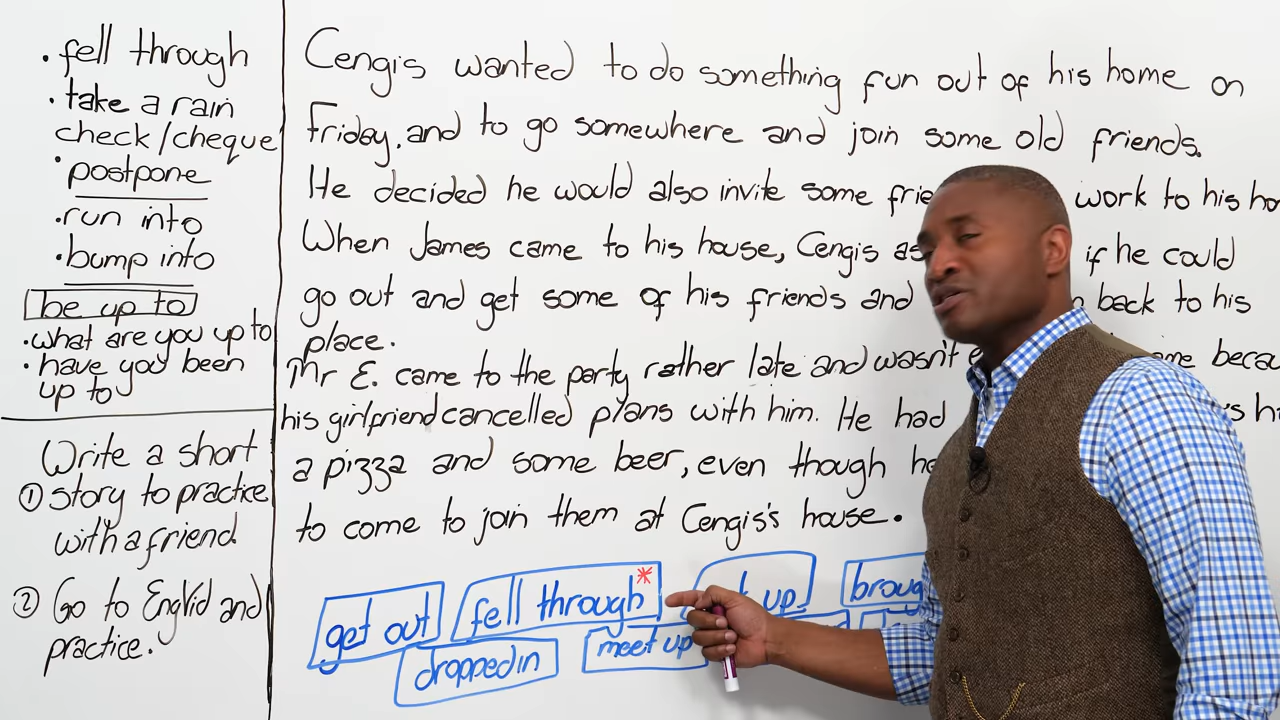 • fell through
• take a rain
check/cheque
• postpone
• run into
• bump into
be up to
• what are you up to
• have you been
up to
Write a short
① story to practice
with a friend.
② Go to EngVid and
practice.
Cengis wanted to do something fun out of his home on
Friday, and to go somewhere and join some old friends.
He decided he would also invite some work to his
When James came to his house, Cengis if he could
go out and get some of his friends and back to his
place.
Mr E. came to the party rather late and wasn't
his girlfriend cancelled plans with him. He had
a pizza and some beer, even though
to come to join them at Cengis's house.
get out fell through* up
dropped in meet up